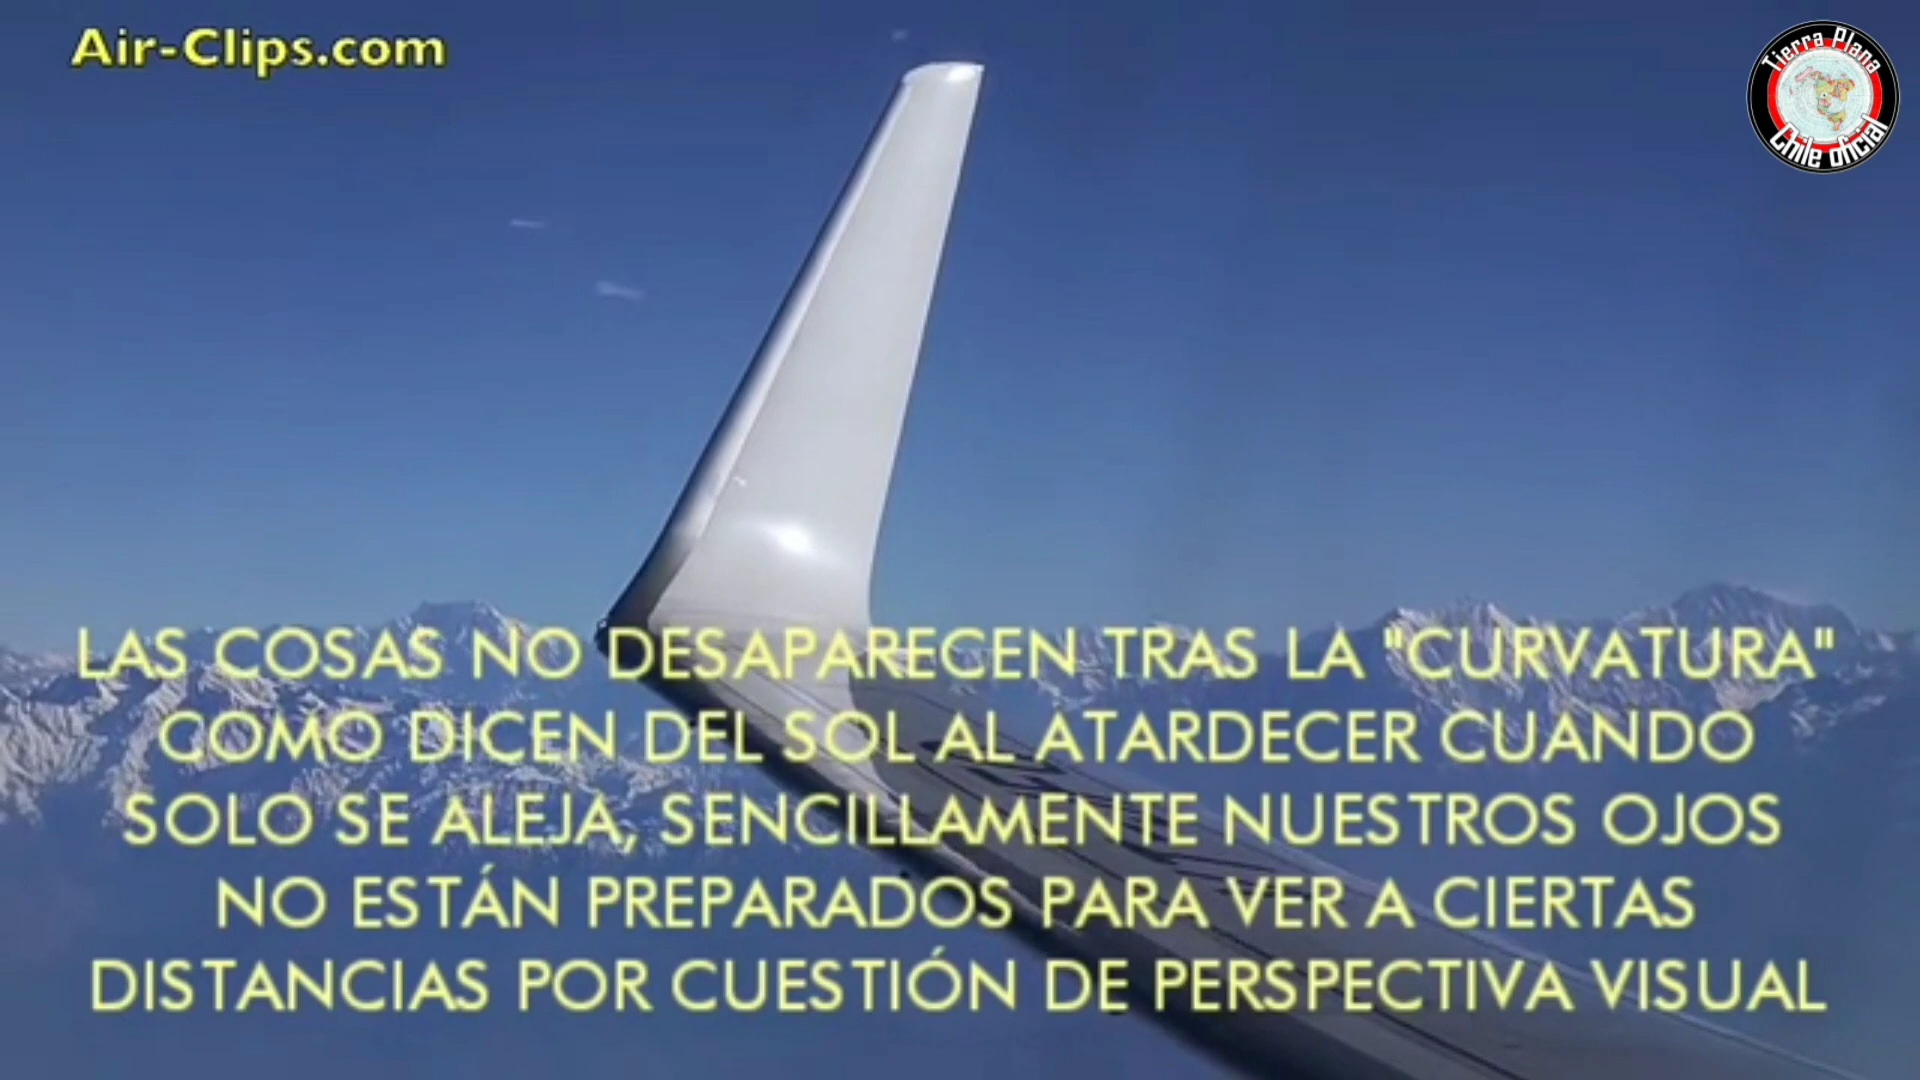 Air-Clips.com
Tierra Plana
Chile oficial
LAS COSAS NO DESAPARECEN TRAS LA "CURVATURA"
COMO DICEN DEL SOL AL ATARDECER CUANDO
SOLO SE ALEJA, SENCILLAMENTE NUESTROS OJOS
NO ESTÁN PREPARADOS PARA VER A CIERTAS
DISTANCIAS POR CUESTIÓN DE PERSPECTIVA VISUAL